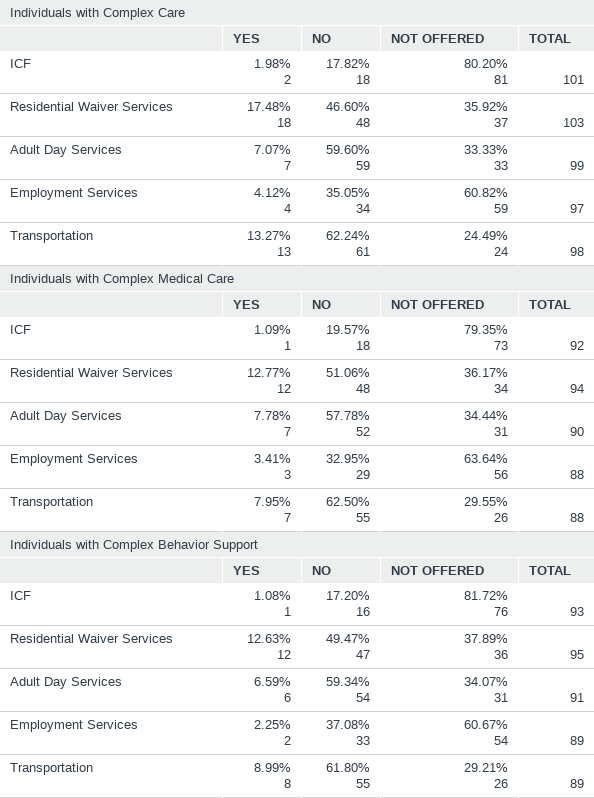 Individuals with Complex Care
YES NO NOT OFFERED TOTAL
ICF 1.98% 17.82% 80.20%
2 18 81 101
Residential Waiver Services 17.48% 46.60% 35.92%
18 48 37 103
Adult Day Services 7.07% 59.60% 33.33%
7 59 33 99
Employment Services 4.12% 35.05% 60.82%
4 34 59 97
Transportation 13.27% 62.24% 24.49%
13 61 24 98
Individuals with Complex Medical Care
YES NO NOT OFFERED TOTAL
ICF 1.09% 19.57% 79.35%
1 18 73 92
Residential Waiver Services 12.77% 51.06% 36.17%
12 48 34 94
Adult Day Services 7.78% 57.78% 34.44%
7 52 31 90
Employment Services 3.41% 32.95% 63.64%
3 29 56 88
Transportation 7.95% 62.50% 29.55%
7 55 26 88
Individuals with Complex Behavior Support
YES NO NOT OFFERED TOTAL
ICF 1.08% 17.20% 81.72%
1 16 76 93
Residential Waiver Services 12.63% 49.47% 37.89%
12 47 36 95
Adult Day Services 6.59% 59.34% 34.07%
6 54 31 91
Employment Services 2.25% 37.08% 60.67%
2 33 54 89
Transportation 8.99% 61.80% 29.21%
8 55 26 89